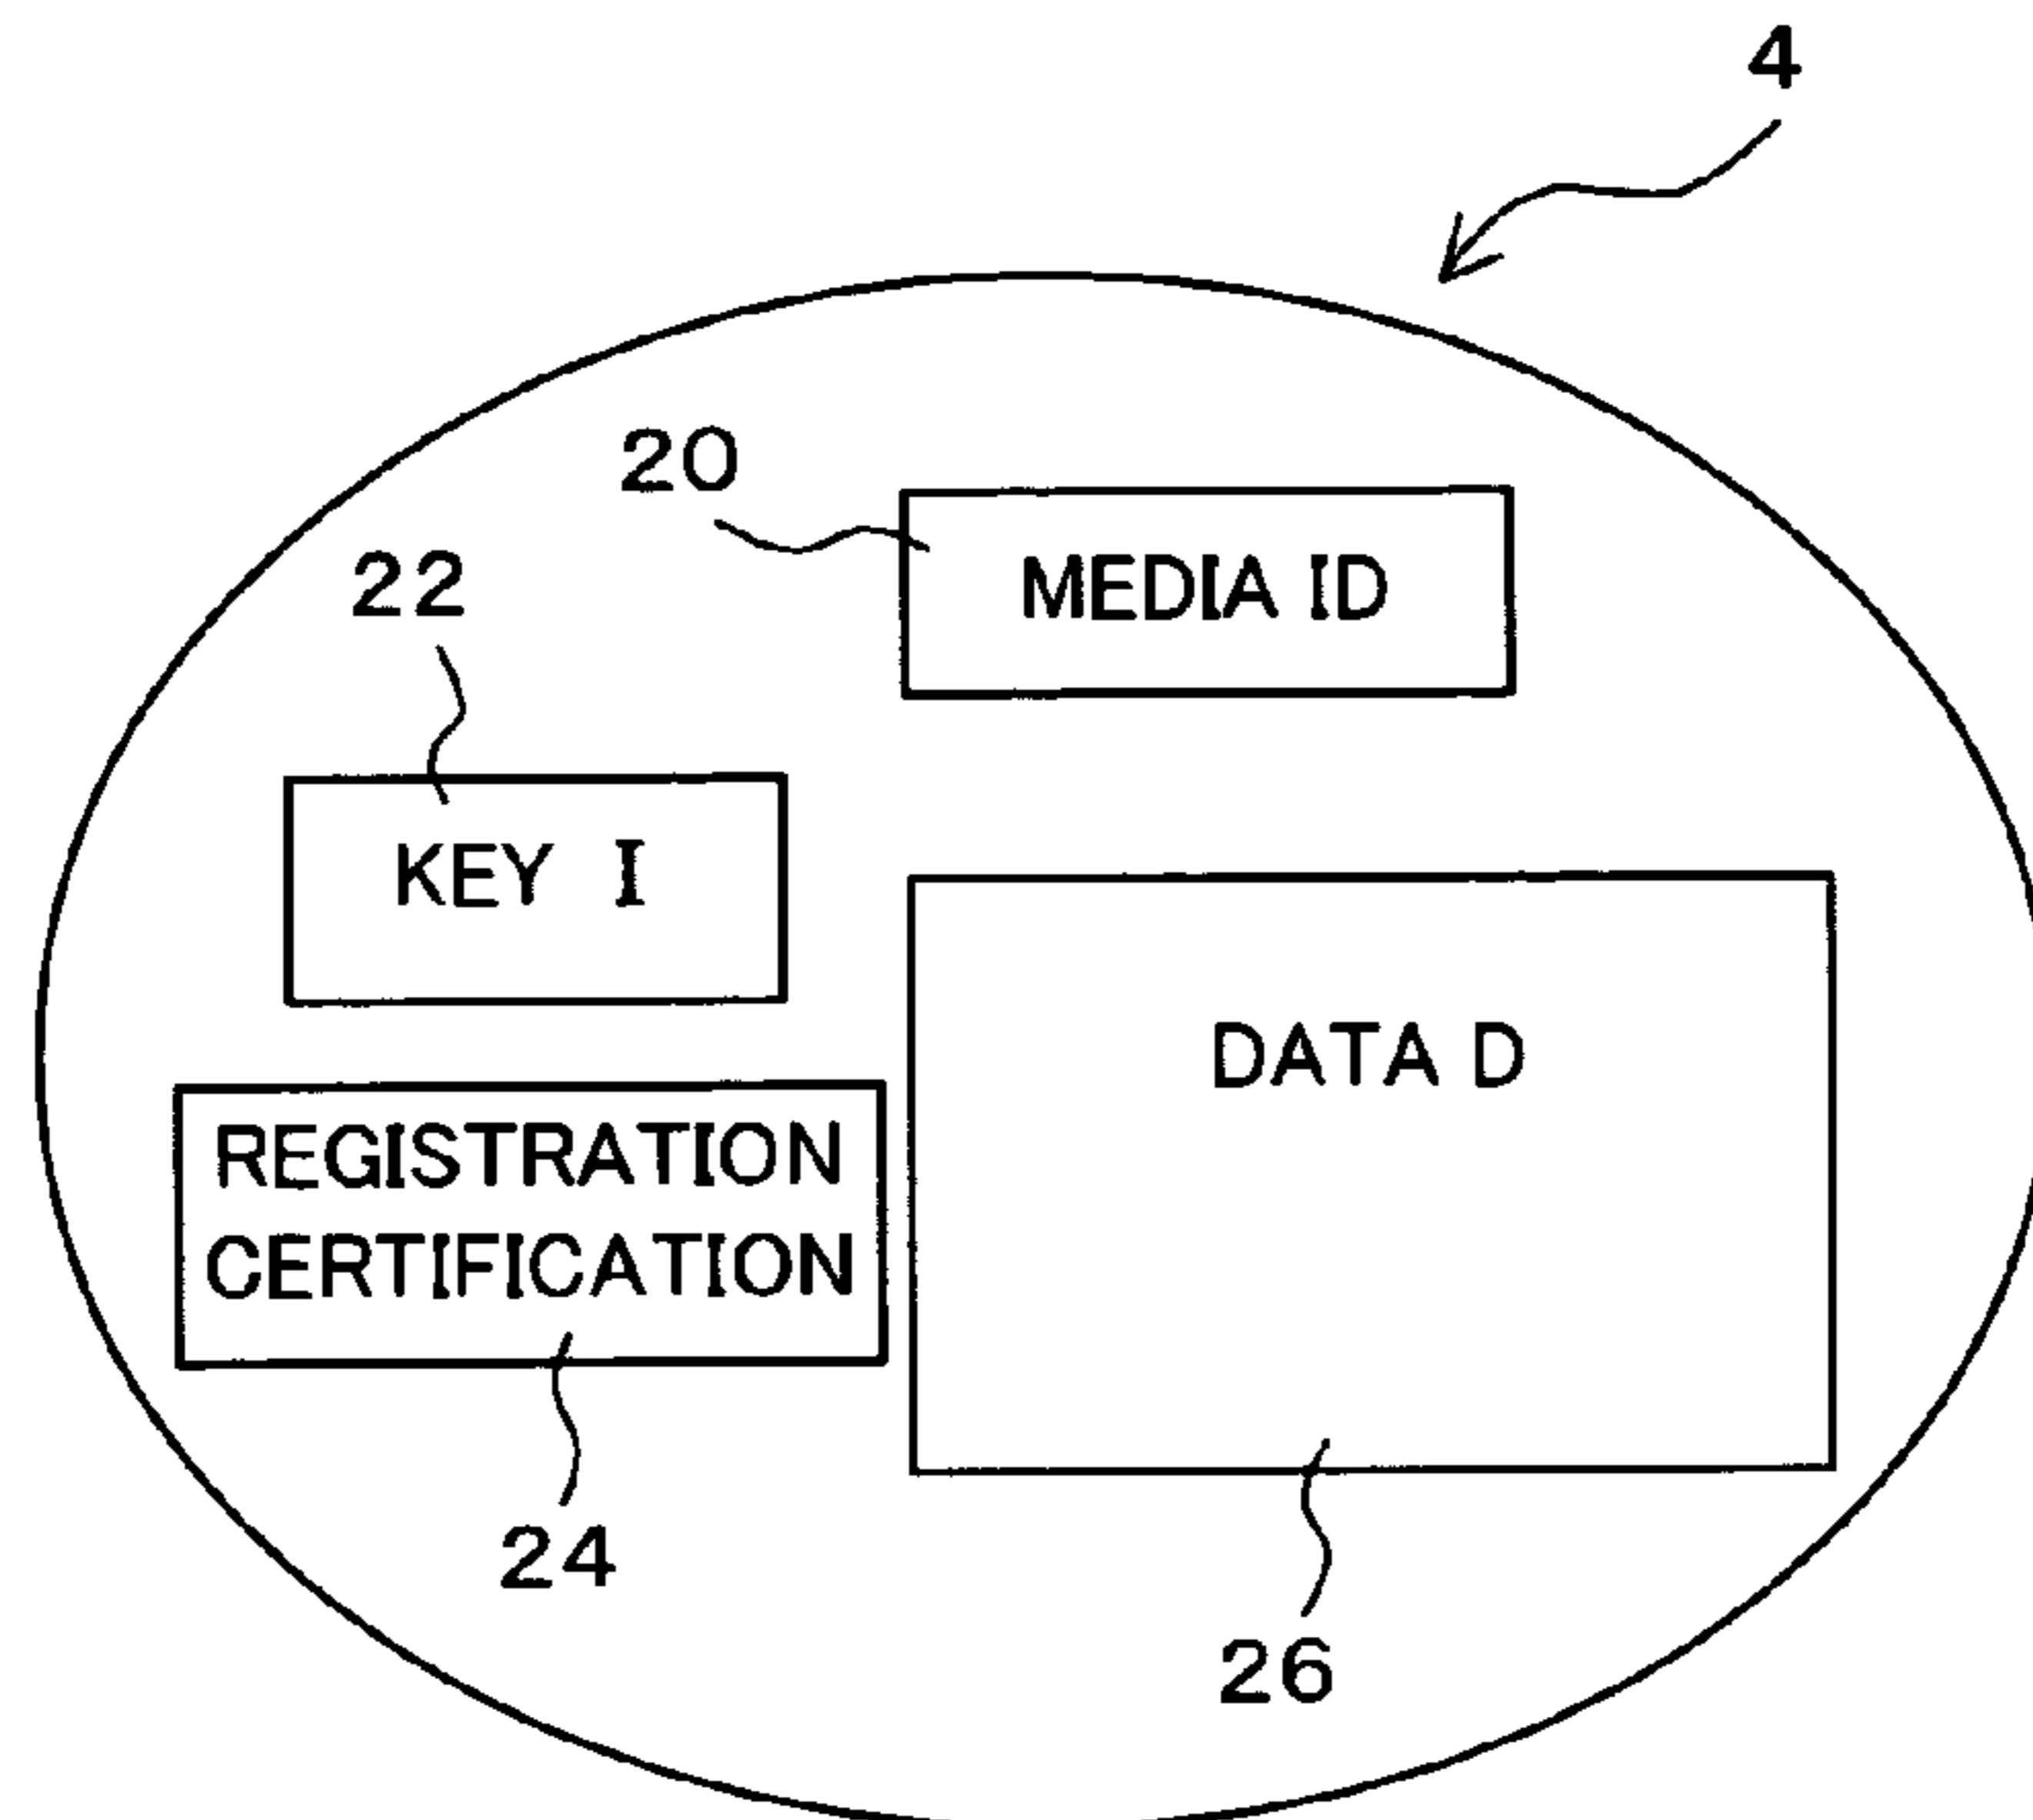 4
20
MEDIA ID
22
KEY I
DATA D
REGISTRATION
CERTIFICATION
24
26